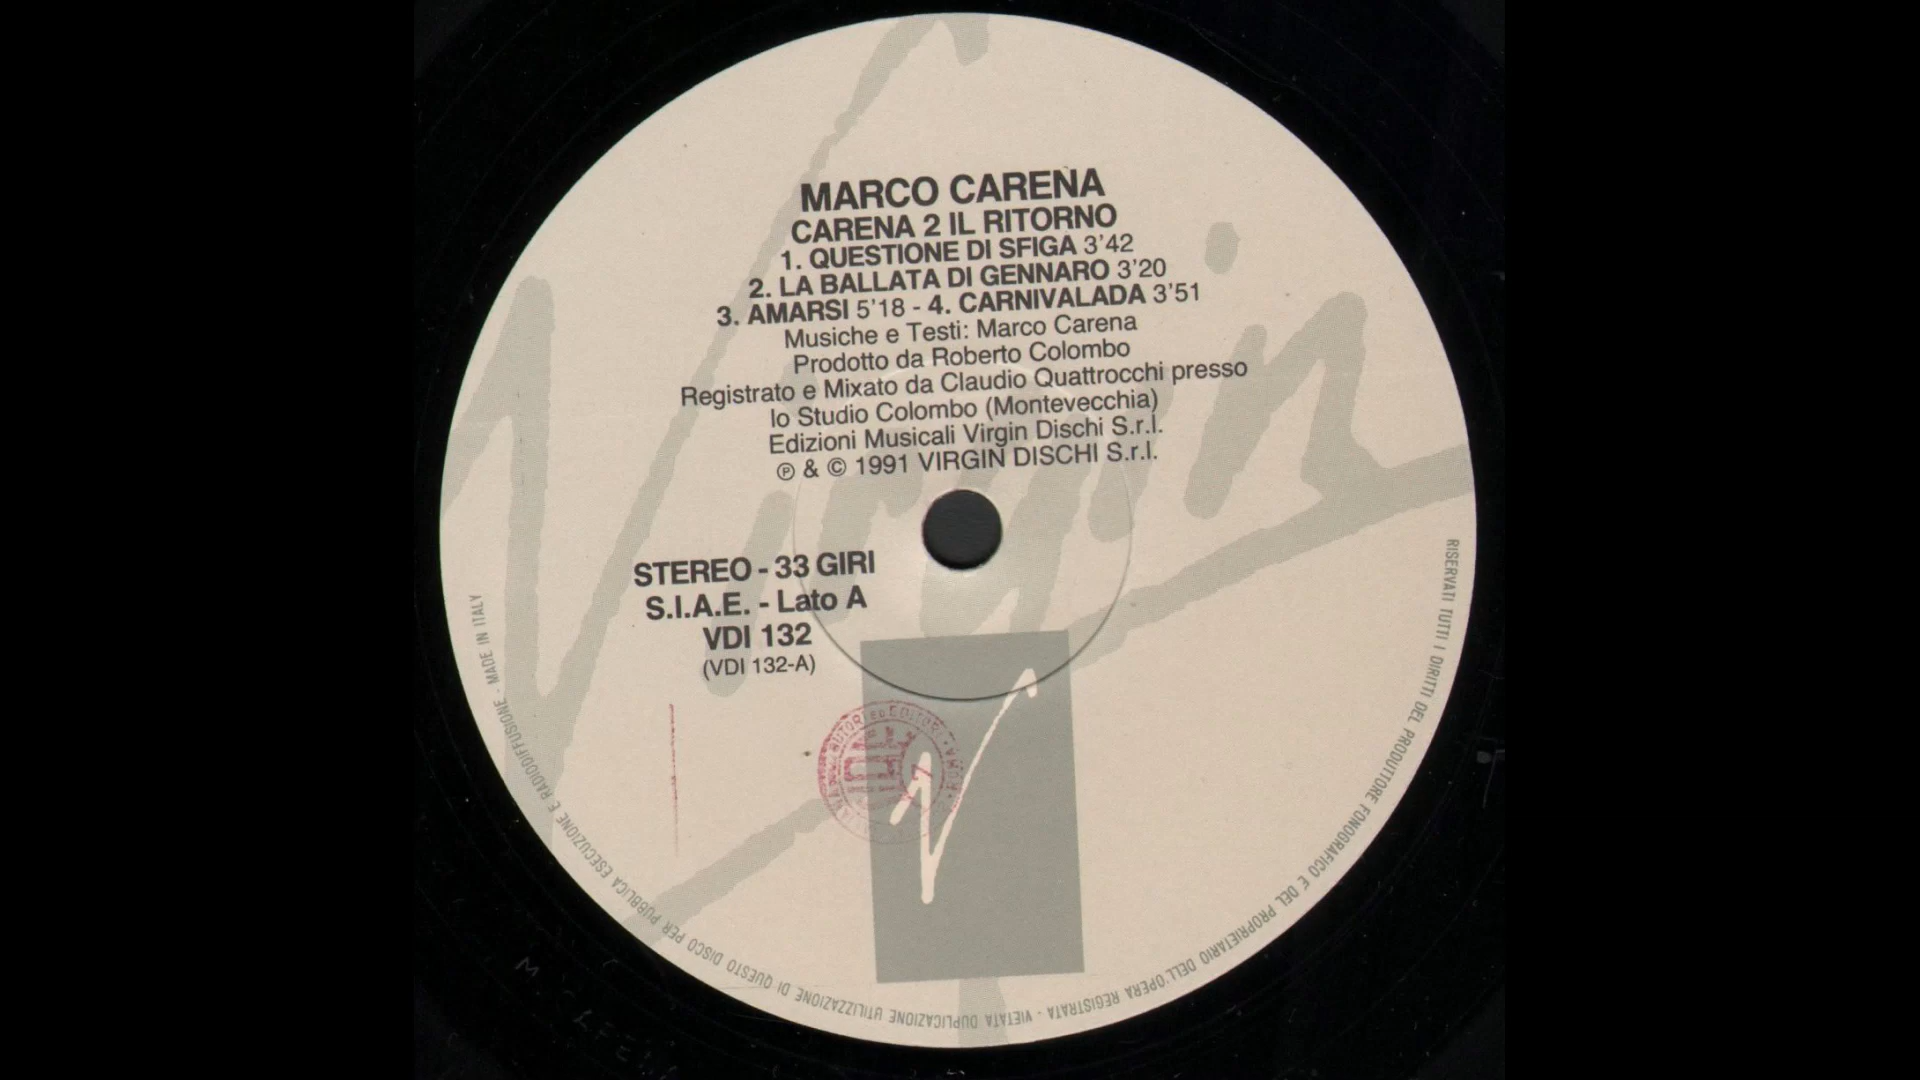 MARCO CARENA
CARENA 2 IL RITORNO
1. QUESTIONE DI SFIGA 3'42
2. LA BALLATA DI GENNARO 3'20
3. AMARSI 5'18 - 4. CARNIVALADA 3'51
Musiche e Testi: Marco Carena
Prodotto da Roberto Colombo
Registrato e Mixato da Claudio Quattrocchi presso
lo Studio Colombo (Montevecchia)
Edizioni Musicali Virgin Dischi S.r.l.
℗ & © 1991 VIRGIN DISCHI S.r.l.
STEREO - 33 GIRI
S.I.A.E. - Lato A
VDI 132
(VDI 132-A)
Virgin
AUTORI ED EDITORI · ROMA
RISERVATI TUTTI I DIRITTI DEL PRODUTTORE FONOGRAFICO E DEL PROPRIETARIO DELL'OPERA REGISTRATA - VIETATA DUPLICAZIONE UTILIZZAZIONE DI QUESTO DISCO PER PUBBLICA ESECUZIONE E RADIODIFFUSIONE - MADE IN ITALY